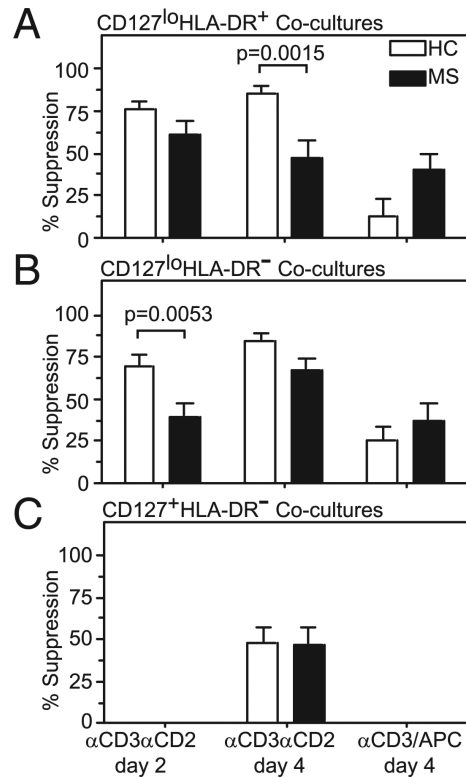 A
CD127loHLA-DR+ Co-cultures
% Suppression
100
75
50
25
0
p=0.0015
HC
MS
B
CD127loHLA-DR− Co-cultures
% Suppression
100
75
50
25
0
p=0.0053
C
CD127+HLA-DR− Co-cultures
% Suppression
100
75
50
25
0
αCD3αCD2 αCD3αCD2 αCD3/APC
day 2 day 4 day 4